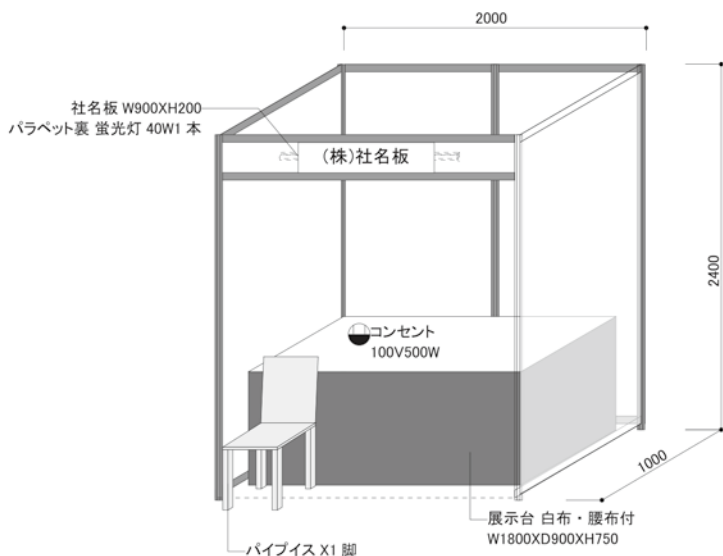 2000
社名板 W900XH200
パラペット裏 蛍光灯 40W1 本
(株)社名板
2400
コンセント
100V500W
1000
展示台 白布・腰布付
W1800XD900XH750
パイプイス X1 脚